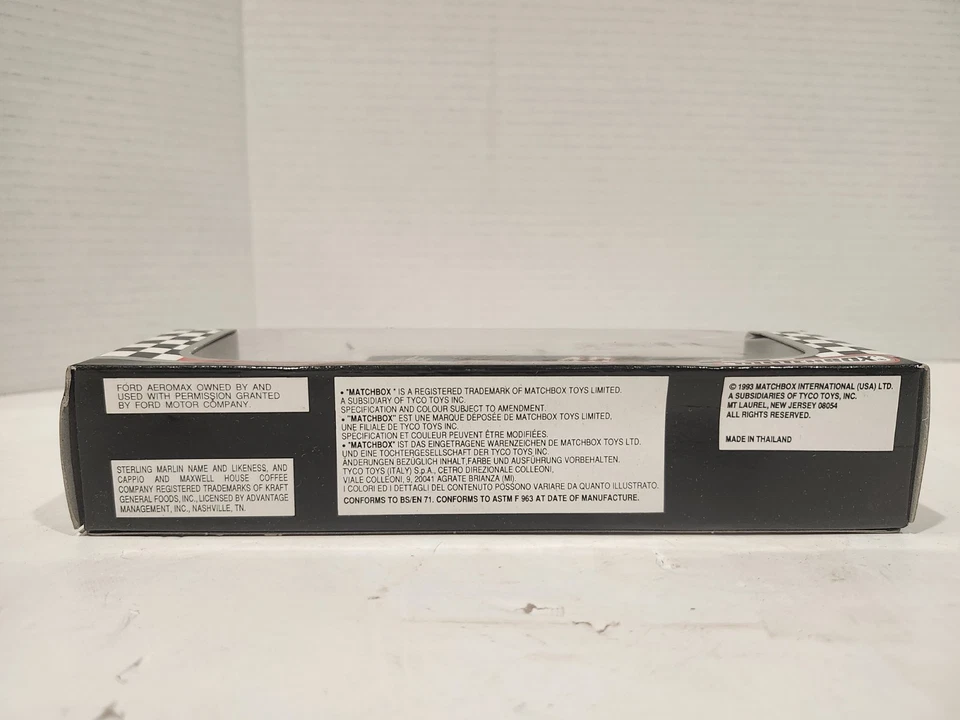 FORD AEROMAX OWNED BY AND
USED WITH PERMISSION GRANTED
BY FORD MOTOR COMPANY.
STERLING MARLIN NAME AND LIKENESS, AND
CAPPIO AND MAXWELL HOUSE COFFEE
COMPANY REGISTERED TRADEMARKS OF KRAFT
GENERAL FOODS, INC., LICENSED BY ADVANTAGE
MANAGEMENT, INC., NASHVILLE, TN.
• "MATCHBOX " IS A REGISTERED TRADEMARK OF MATCHBOX TOYS LIMITED.
A SUBSIDIARY OF TYCO TOYS INC.
SPECIFICATION AND COLOUR SUBJECT TO AMENDMENT.
• "MATCHBOX" EST UNE MARQUE DÉPOSÉE DE MATCHBOX TOYS LIMITED,
UNE FILIALE DE TYCO TOYS INC.
SPECIFICATION ET COULEUR PEUVENT ÊTRE MODIFIÉES.
• "MATCHBOX" IST DAS EINGETRAGENE WARENZEICHEN DE MATCHBOX TOYS LTD.
UND EINE TOCHTERGESELLSCHAFT DER TYCO TOYS INC.
ÄNDERUNGEN BEZÜGLICH INHALT,FARBE UND AUSFÜHRUNG VORBEHALTEN.
TYCO TOYS (ITALY) S.p.A., CETRO DIREZIONALE COLLEONI,
VIALE COLLEONI, 9, 20041 AGRATE BRIANZA (MI).
I COLORI ED I DETTAGLI DEL CONTENUTO POSSONO VARIARE DA QUANTO ILLUSTRATO.
CONFORMS TO BS/EN 71. CONFORMS TO ASTM F 963 AT DATE OF MANUFACTURE.
© 1993 MATCHBOX INTERNATIONAL (USA) LTD.
A SUBSIDIARIES OF TYCO TOYS, INC.
MT LAUREL, NEW JERSEY 08054
ALL RIGHTS RESERVED.
MADE IN THAILAND